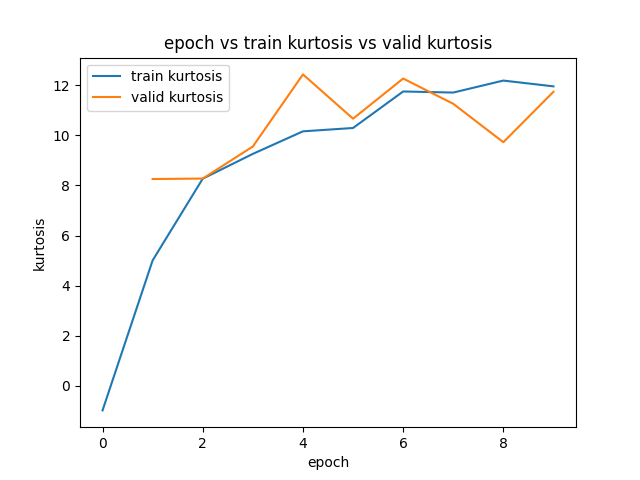 epoch vs train kurtosis vs valid kurtosis
train kurtosis
valid kurtosis
12
10
8
6
4
2
0
kurtosis
0 2 4 6 8
epoch